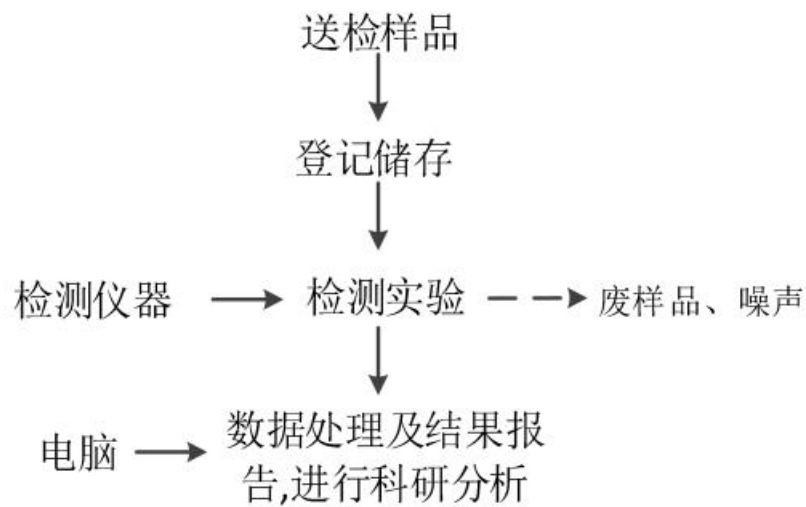 送检样品
登记储存
检测仪器
检测实验
废样品、噪声
电脑
数据处理及结果报
告,进行科研分析